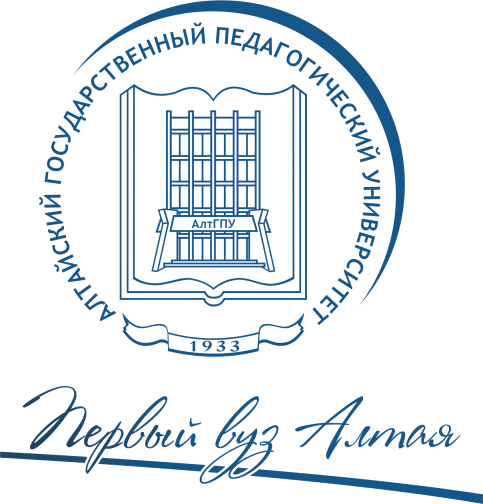 АЛТАЙСКИЙ ГОСУДАРСТВЕННЫЙ ПЕДАГОГИЧЕСКИЙ УНИВЕРСИТЕТ
АлтГПУ
1933
Первый вуз Алтая